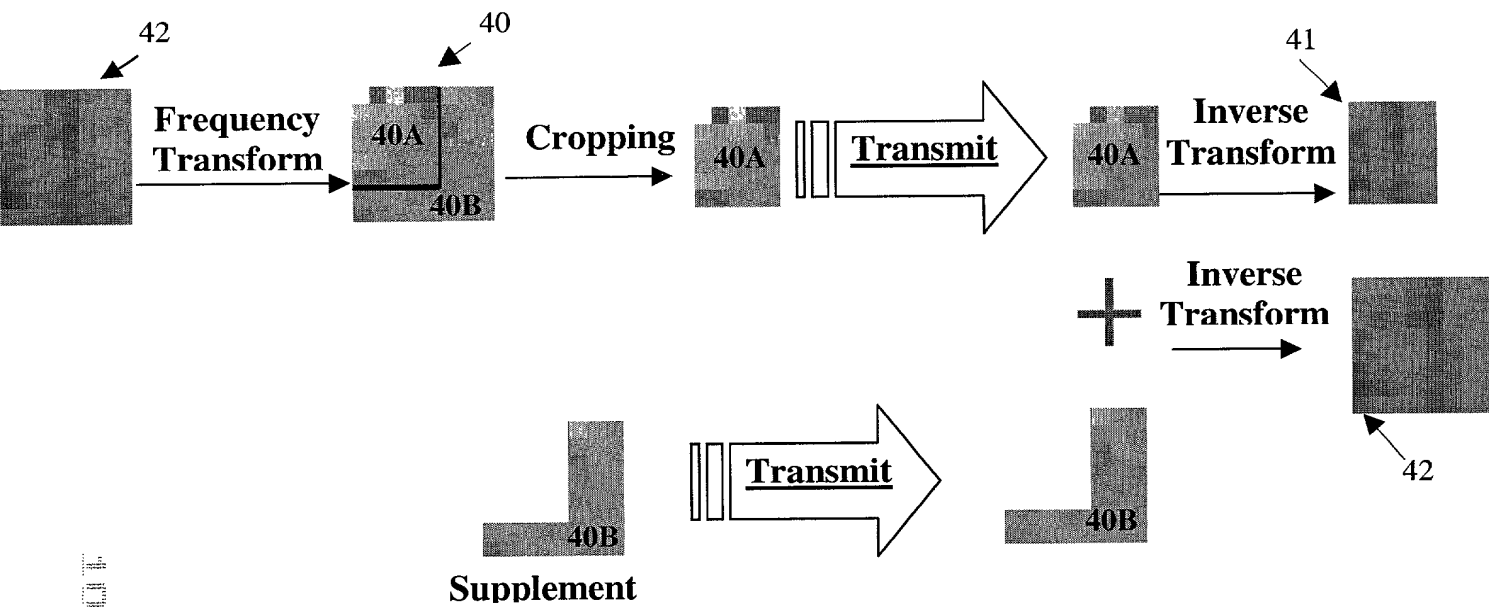 42
40
41
Frequency
Transform
40A
40B
Cropping
40A
Transmit
40A
Inverse
Transform
Inverse
Transform
42
40B
Supplement
Transmit
40B